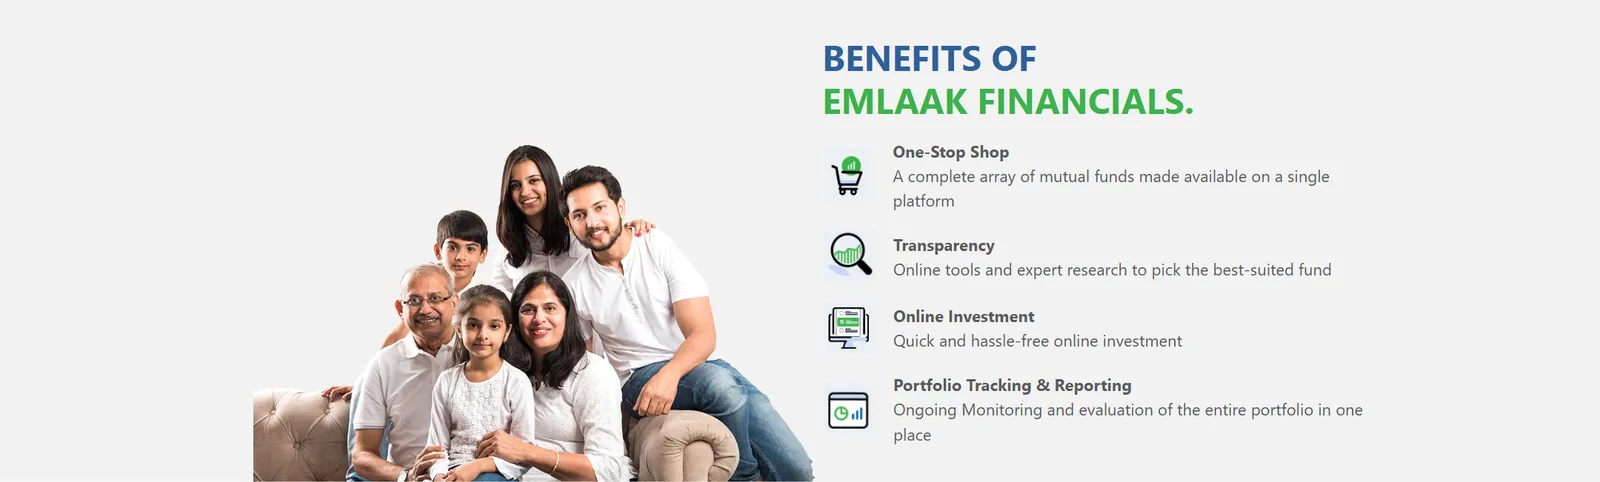 BENEFITS OF
EMLAAK FINANCIALS.
One-Stop Shop
A complete array of mutual funds made available on a single
platform
Transparency
Online tools and expert research to pick the best-suited fund
Online Investment
Quick and hassle-free online investment
Portfolio Tracking & Reporting
Ongoing Monitoring and evaluation of the entire portfolio in one
place